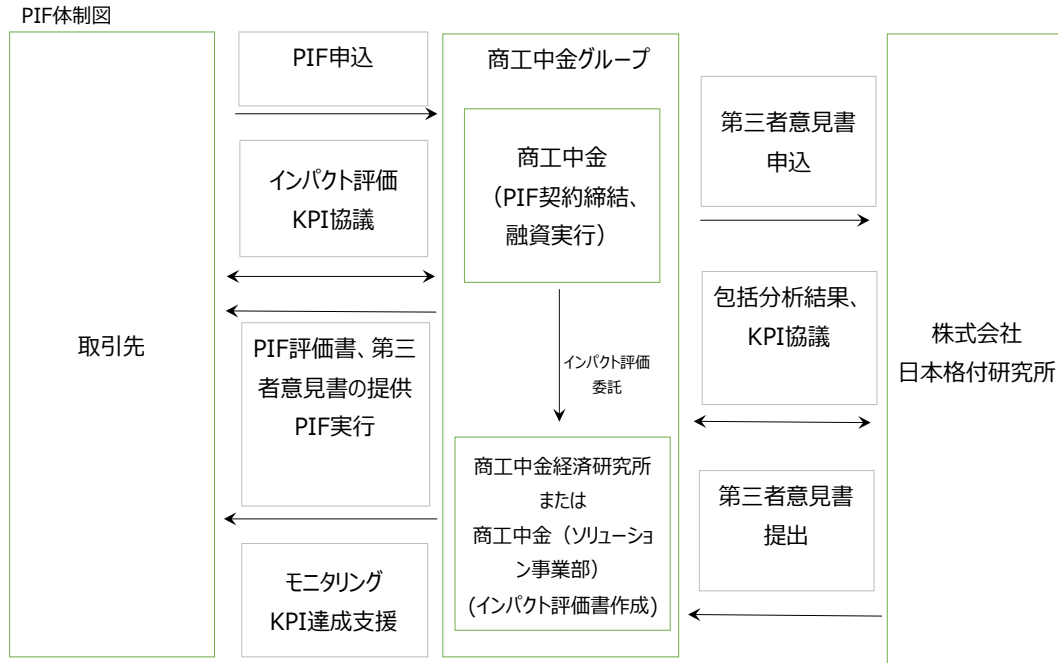 PIF体制図
PIF申込
インパクト評価
KPI協議
取引先
PIF評価書、第三
者意見書の提供
PIF実行
モニタリング
KPI達成支援
商工中金グループ
商工中金
（PIF契約締結、
融資実行）
インパクト評価
委託
商工中金経済研究所
または
商工中金（ソリューショ
ン事業部）
(インパクト評価書作成)
第三者意見書
申込
包括分析結果、
KPI協議
第三者意見書
提出
株式会社
日本格付研究所